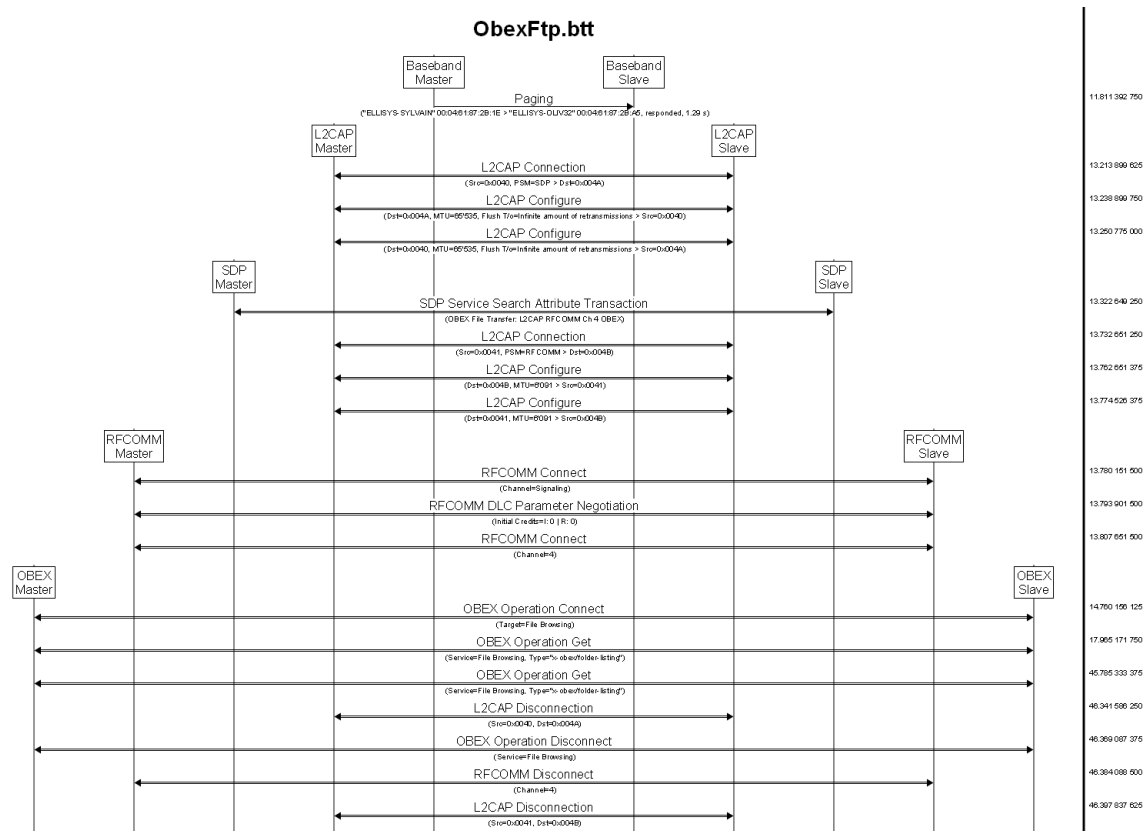 ObexFtp.btt
Baseband Master
Baseband Slave
Paging
11.811 392 750
("ELLISYS-SYLVAIN" 00:04:61:87:2B:1E > "ELLISYS-OLIV32" 00:04:61:87:2B:A5, responded, 1.29 s)
L2CAP Master
L2CAP Slave
L2CAP Connection
13.213 899 625
(Src=0x0040, PSM=SDP > Dst=0x004A)
L2CAP Configure
13.238 899 750
(Dst=0x004A, MTU=65'535, Flush T/o=Infinite amount of retransmissions > Src=0x0040)
L2CAP Configure
13.250 775 000
(Dst=0x0040, MTU=65'535, Flush T/o=Infinite amount of retransmissions > Src=0x004A)
SDP Master
SDP Slave
SDP Service Search Attribute Transaction
13.322 649 250
(OBEX File Transfer: L2CAP RFCOMM Ch 4 OBEX)
L2CAP Connection
13.732 651 250
(Src=0x0041, PSM=RFCOMM > Dst=0x004B)
L2CAP Configure
13.762 651 375
(Dst=0x004B, MTU=6'091 > Src=0x0041)
L2CAP Configure
13.774 526 375
(Dst=0x0041, MTU=6'091 > Src=0x004B)
RFCOMM Master
RFCOMM Slave
RFCOMM Connect
13.780 151 500
(Channel=Signaling)
RFCOMM DLC Parameter Negotiation
13.793 901 500
(Initial Credits=I: 0 | R: 0)
RFCOMM Connect
13.807 651 500
(Channel=4)
OBEX Master
OBEX Slave
OBEX Operation Connect
14.760 156 125
(Target=File Browsing)
OBEX Operation Get
17.965 171 750
(Service=File Browsing, Type="x-obex/folder-listing")
OBEX Operation Get
45.785 333 375
(Service=File Browsing, Type="x-obex/folder-listing")
L2CAP Disconnection
46.341 586 250
(Src=0x0040, Dst=0x004A)
OBEX Operation Disconnect
46.369 087 375
(Service=File Browsing)
RFCOMM Disconnect
46.384 088 500
(Channel=4)
L2CAP Disconnection
46.397 837 625
(Src=0x0041, Dst=0x004B)